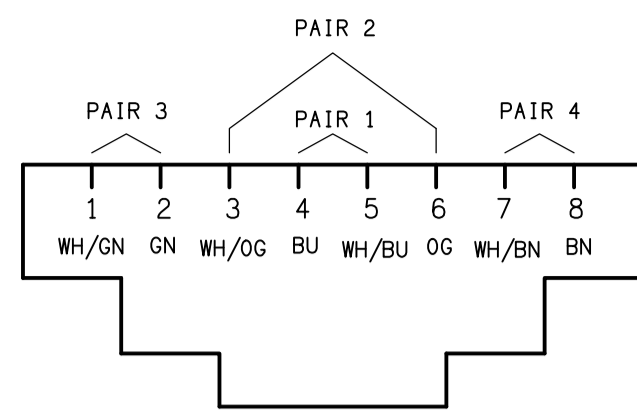 PAIR 2
PAIR 3
PAIR 1
PAIR 4
1 2 3 4 5 6 7 8
WH/GN GN WH/OG BU WH/BU OG WH/BN BN